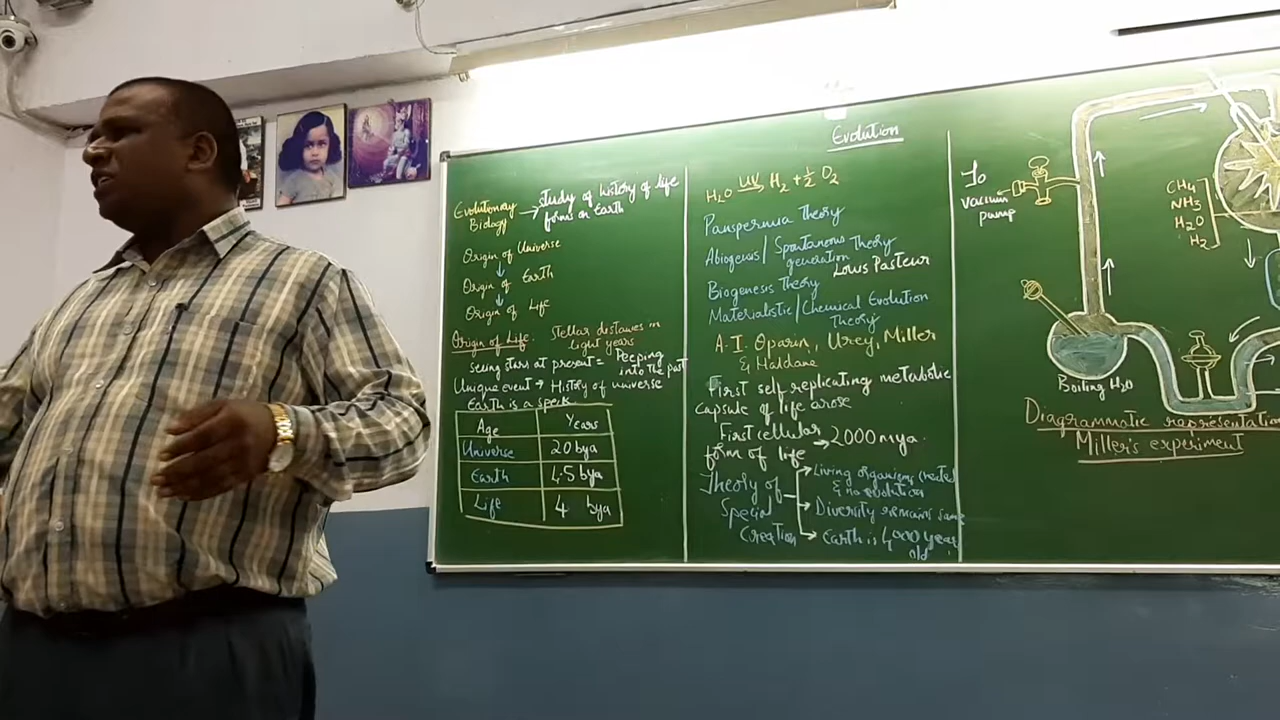 Evolution
Evolutionary → study of history of life
Biology forms on Earth
Origin of Universe
↓
Origin of Earth
↓
Origin of Life
Origin of Life: Stellar distances in
light years
seeing stars at present = Peeping
into the past
Unique event → History of universe
Earth is a speck
Age Years
Universe 20 bya
Earth 4.5 bya
Life 4 bya
H2O UV→ H2 + ½ O2
Panspermia Theory
Abiogenis/ Spontaneous Theory
generation
Lowis Pasteur
Biogenesis Theory
Materialistic/Chemical Evolution
Theory
A.I. Oparin, Urey, Miller
& Haldane
First self replicating metabolic
capsule of life arose
First cellular → 2000 mya.
form of life
Theory of
Special
Creation
→ Living organisms created
& no evolution
→ Diversity remains same
→ Earth is 4000 year
old
To
vacuum
pump
CH4
NH3
H2O
H2
Boiling H2O
Diagrammatic representation
Miller's experiment